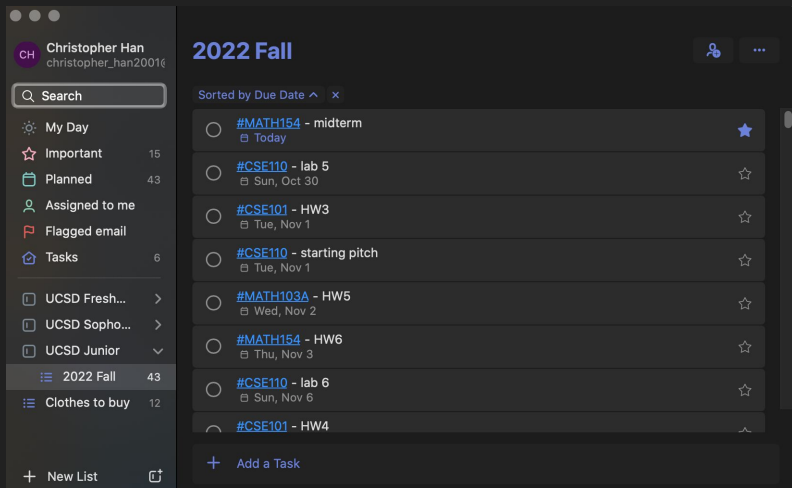 CH
Christopher Han
christopher_han2001
Search
My Day
Important 15
Planned 43
Assigned to me
Flagged email
Tasks 6
UCSD Fresh...
UCSD Sopho...
UCSD Junior
2022 Fall 43
Clothes to buy 12
New List
2022 Fall
Sorted by Due Date
#MATH154 - midterm
Today
#CSE110 - lab 5
Sun, Oct 30
#CSE101 - HW3
Tue, Nov 1
#CSE110 - starting pitch
Tue, Nov 1
#MATH103A - HW5
Wed, Nov 2
#MATH154 - HW6
Thu, Nov 3
#CSE110 - lab 6
Sun, Nov 6
#CSE101 - HW4
Add a Task